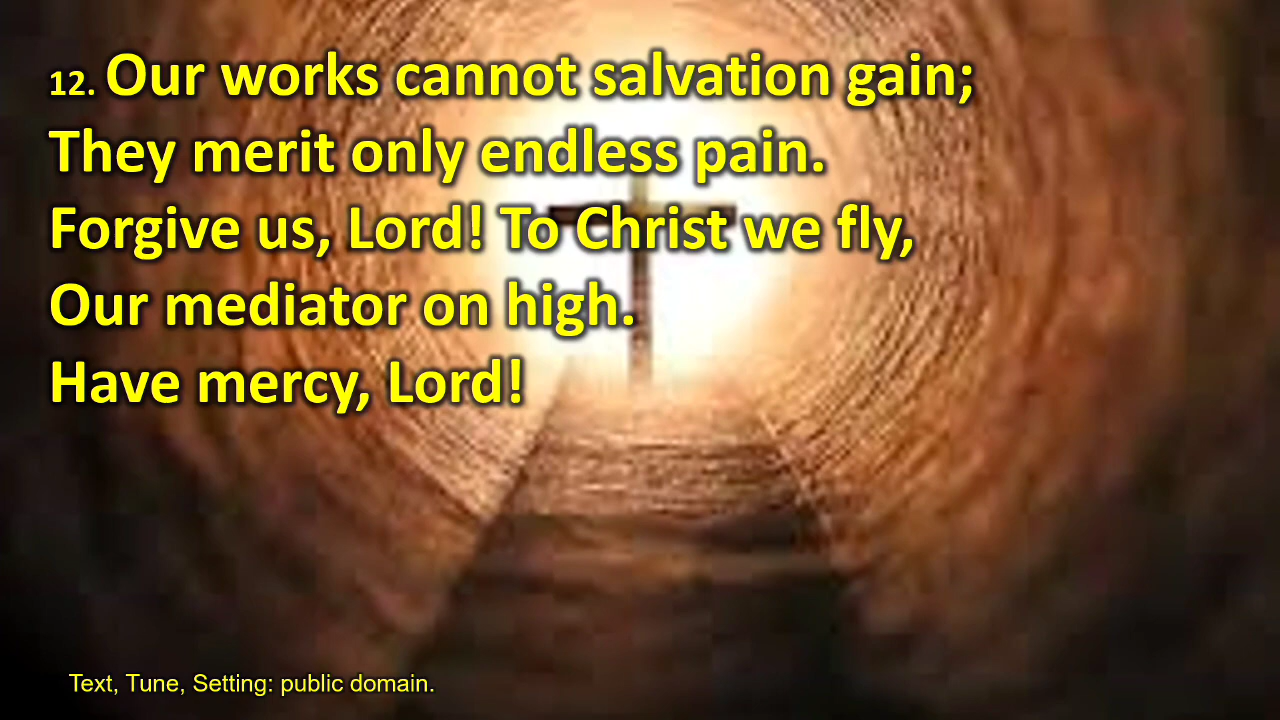 12. Our works cannot salvation gain;
They merit only endless pain.
Forgive us, Lord! To Christ we fly,
Our mediator on high.
Have mercy, Lord!
Text, Tune, Setting: public domain.